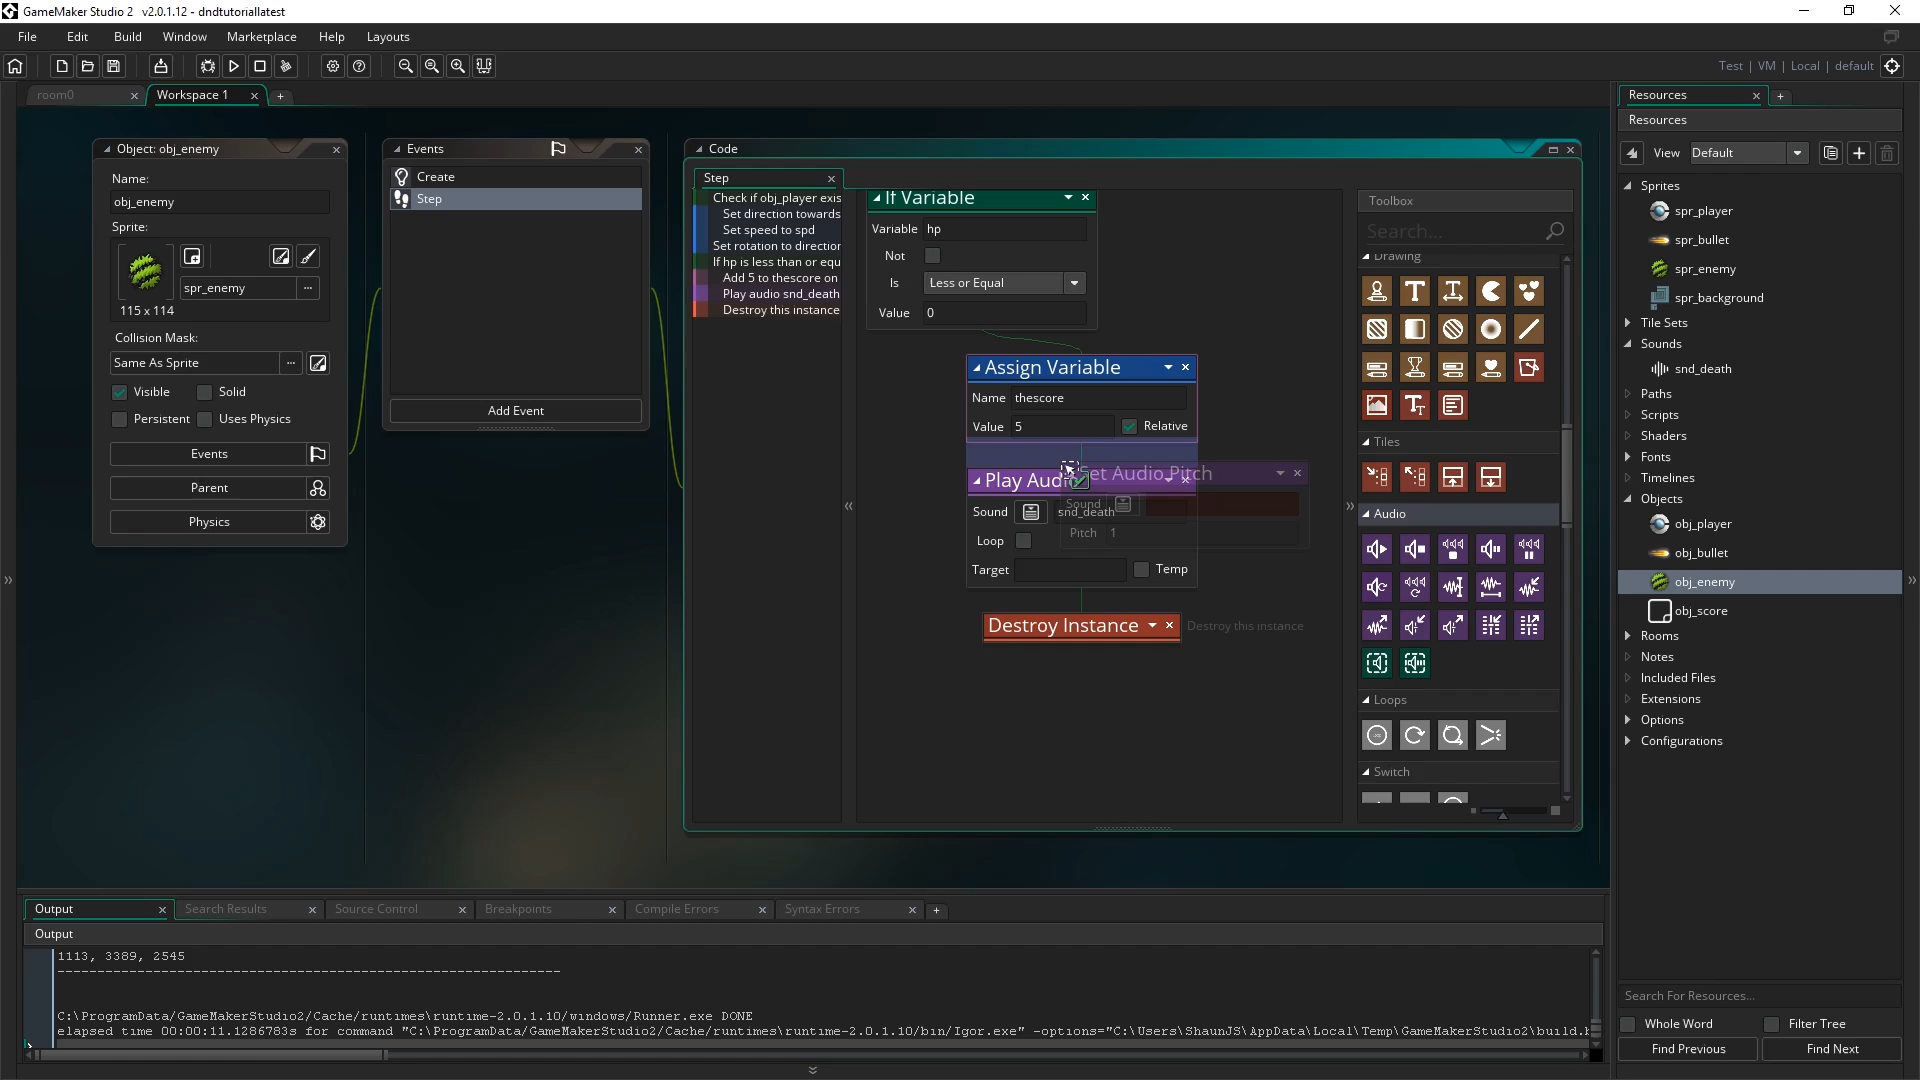 GameMaker Studio 2   v2.0.1.12 - dndtutoriallatest
File Edit Build Window Marketplace Help Layouts
Test | VM | Local | default
room0
Workspace 1
Object: obj_enemy
Name:
obj_enemy
Sprite:
spr_enemy
115 x 114
Collision Mask:
Same As Sprite
Visible
Solid
Persistent
Uses Physics
Events
Parent
Physics
Events
Create
Step
Add Event
Code
Step
Check if obj_player exis
Set direction towards
Set speed to spd
Set rotation to direction
If hp is less than or equ
Add 5 to thescore on
Play audio snd_death
Destroy this instance
If Variable
Variable hp
Not
Is Less or Equal
Value 0
Assign Variable
Name thescore
Value 5 Relative
Set Audio Pitch
Sound
Pitch 1
Play Audio
Sound snd_death
Loop
Target Temp
Destroy Instance
Destroy this instance
Toolbox
Search...
Drawing
Tiles
Audio
Loops
Switch
Resources
Resources
View Default
Sprites
spr_player
spr_bullet
spr_enemy
spr_background
Tile Sets
Sounds
snd_death
Paths
Scripts
Shaders
Fonts
Timelines
Objects
obj_player
obj_bullet
obj_enemy
obj_score
Rooms
Notes
Included Files
Extensions
Options
Configurations
Search For Resources...
Whole Word
Filter Tree
Find Previous
Find Next
Output
Search Results
Source Control
Breakpoints
Compile Errors
Syntax Errors
Output
1113, 3389, 2545
------------------------------------------------------------
C:\ProgramData/GameMakerStudio2/Cache/runtimes\runtime-2.0.1.10/windows/Runner.exe DONE
elapsed time 00:00:11.1286783s for command "C:\ProgramData/GameMakerStudio2/Cache/runtimes\runtime-2.0.1.10/bin/Igor.exe" -options="C:\Users\ShaunJS\AppData\Local\Temp\GameMakerStudio2\build.b